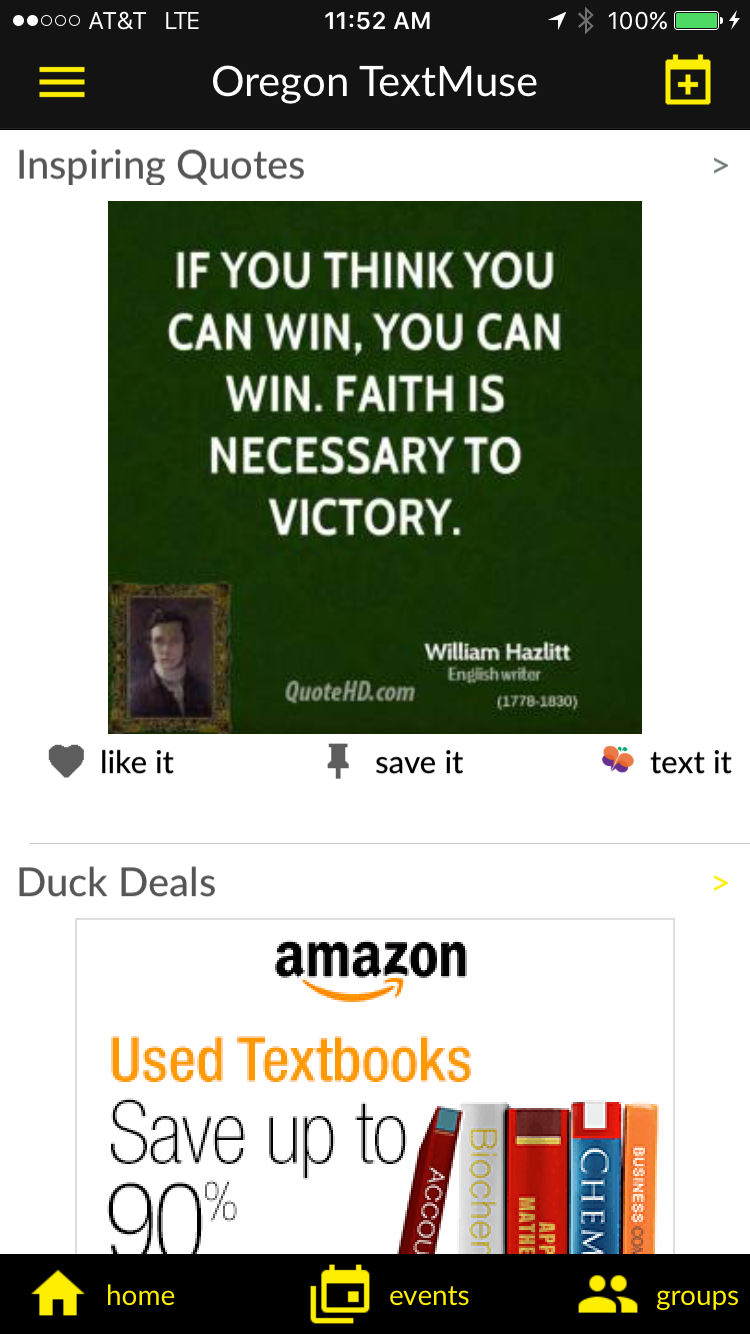 AT&T LTE 11:52 AM 100%
Oregon TextMuse
Inspiring Quotes >
IF YOU THINK YOU
CAN WIN, YOU CAN
WIN. FAITH IS
NECESSARY TO
VICTORY.
William Hazlitt
English writer
QuoteHD.com
(1778-1830)
like it save it text it
Duck Deals >
amazon
Used Textbooks
Save up to
90%
ACCOU
Biochem
APP
MATHE
CHEM
BUSINESS COM
home events groups